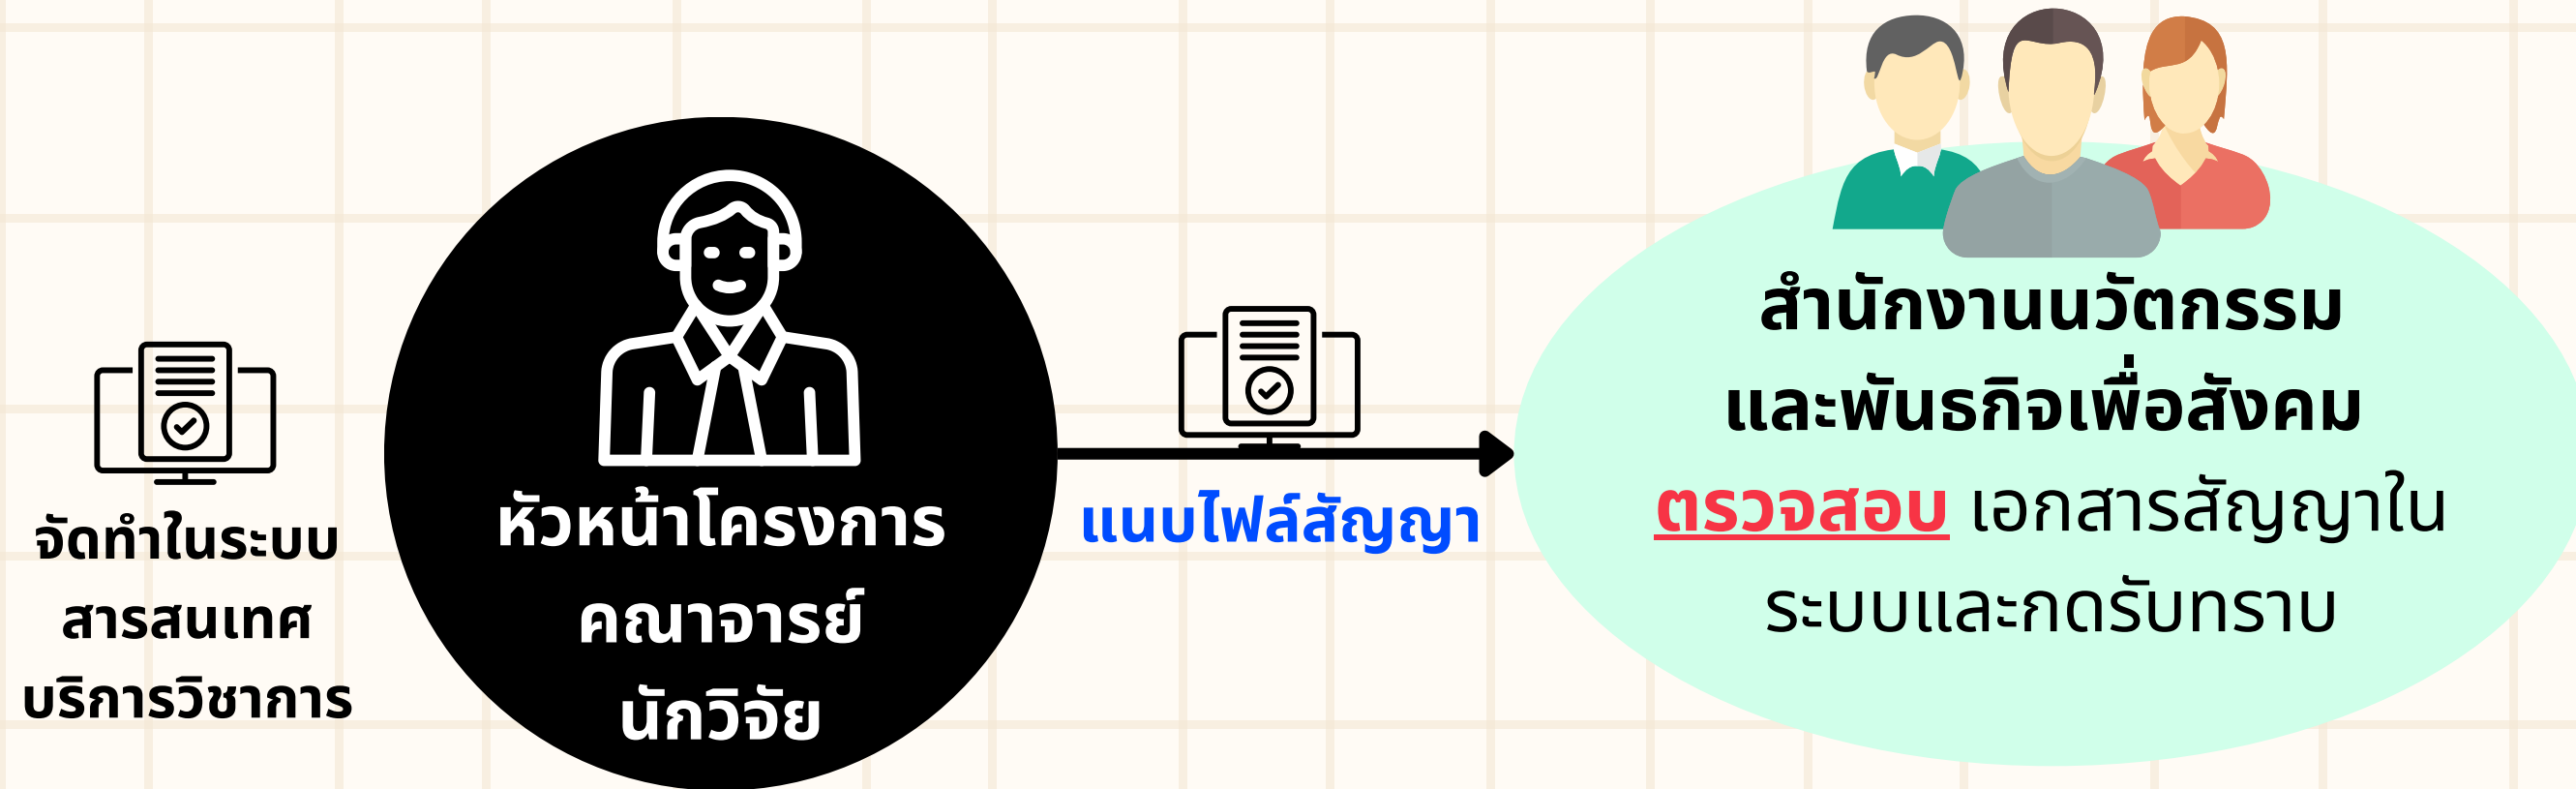 จัดทำในระบบ
สารสนเทศ
บริการวิชาการ
หัวหน้าโครงการ
คณาจารย์
นักวิจัย
แนบไฟล์สัญญา
สำนักงานนวัตกรรม
และพันธกิจเพื่อสังคม
ตรวจสอบ เอกสารสัญญาใน
ระบบและกดรับทราบ